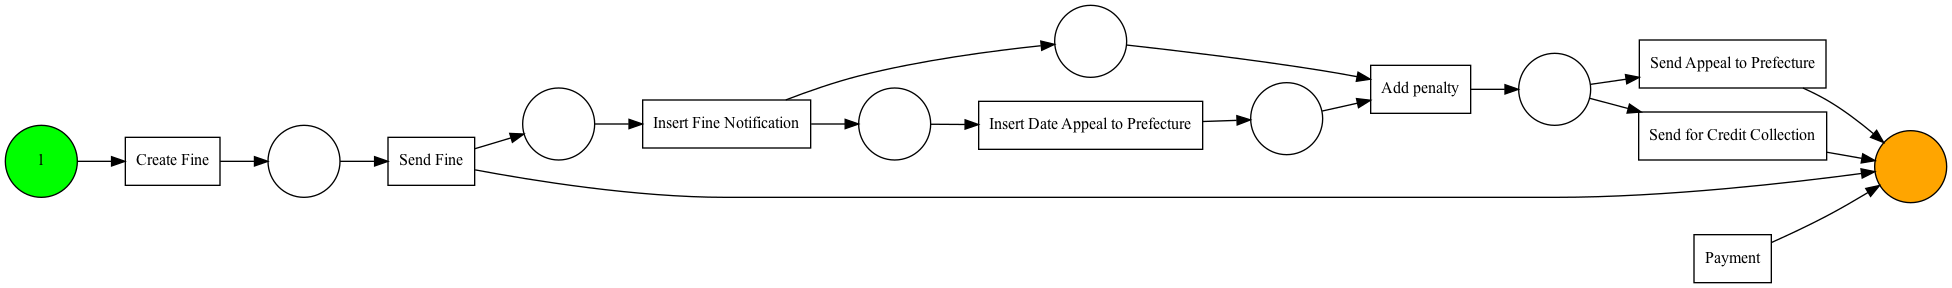 1
Create Fine
Send Fine
Insert Fine Notification
Insert Date Appeal to Prefecture
Add penalty
Send Appeal to Prefecture
Send for Credit Collection
Payment